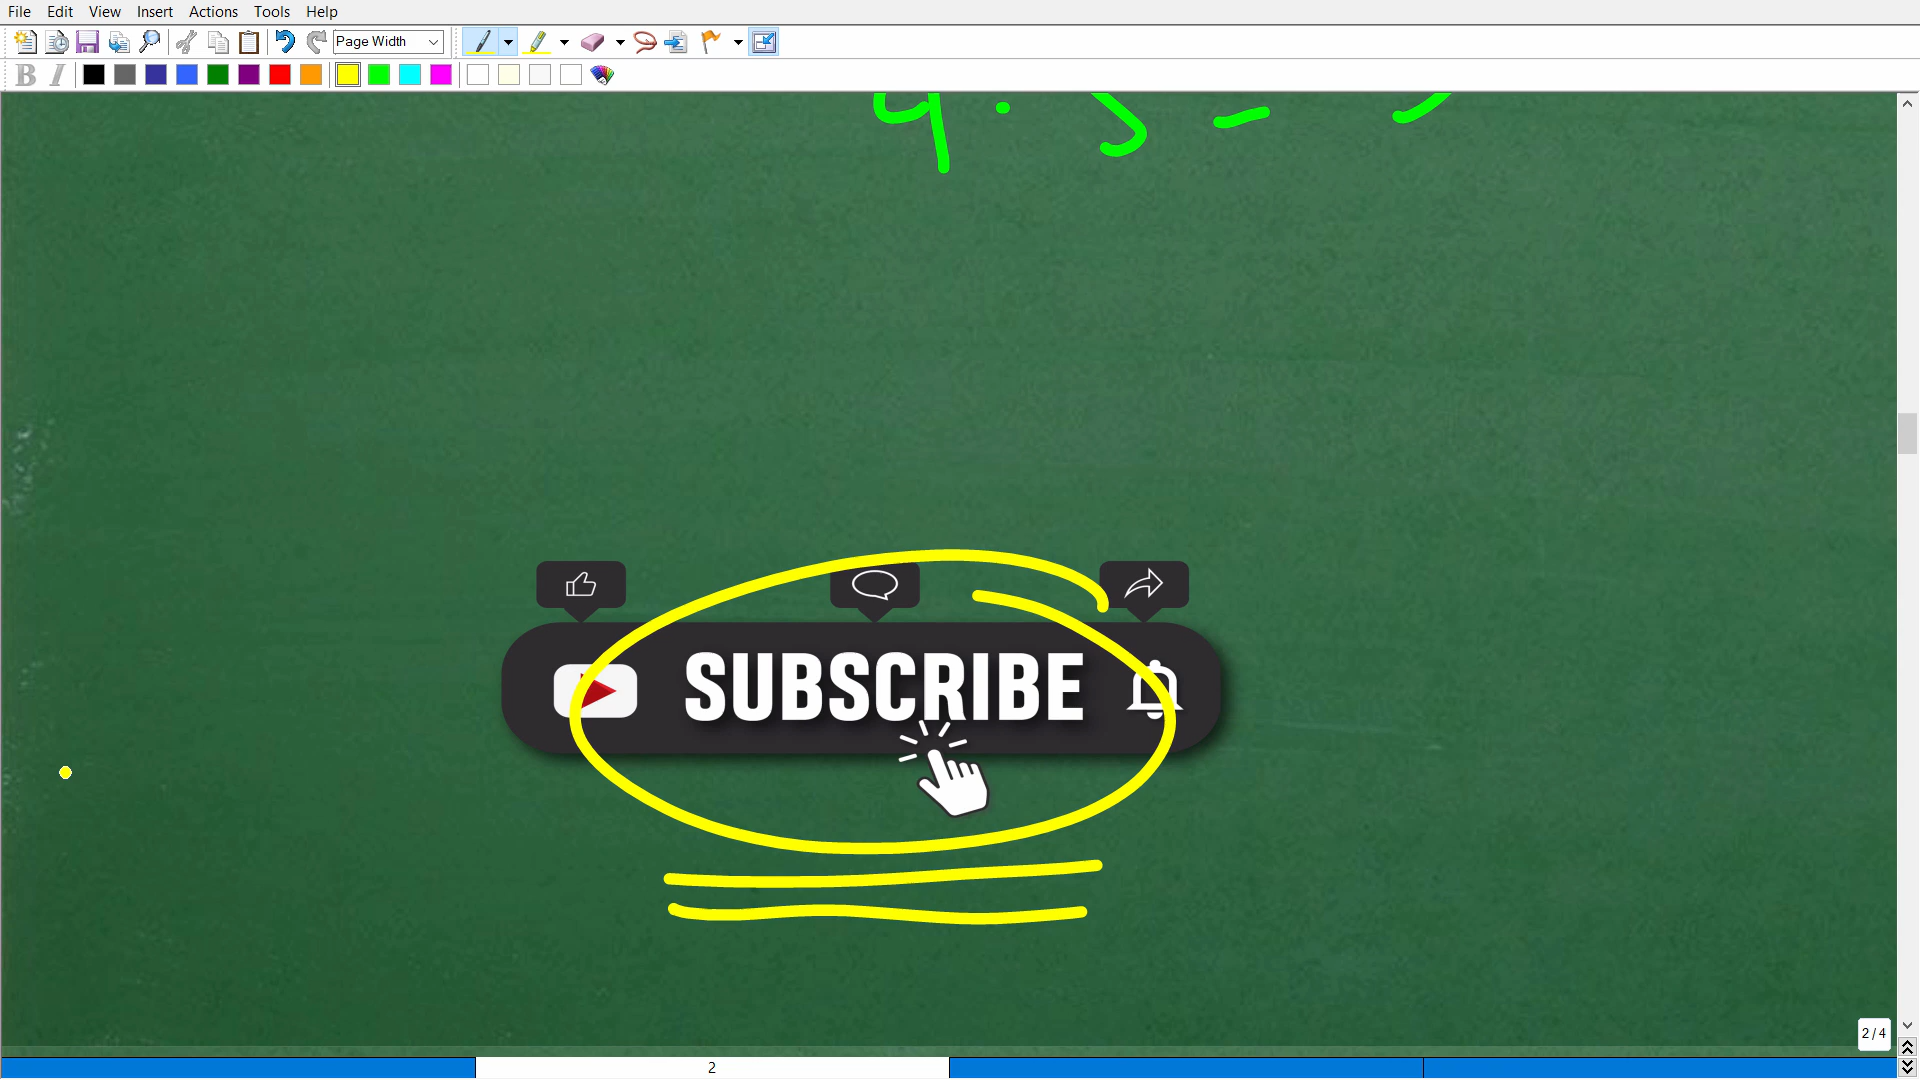 File Edit View Insert Actions Tools Help
Page Width
B I
SUBSCRIBE
2 / 4
2